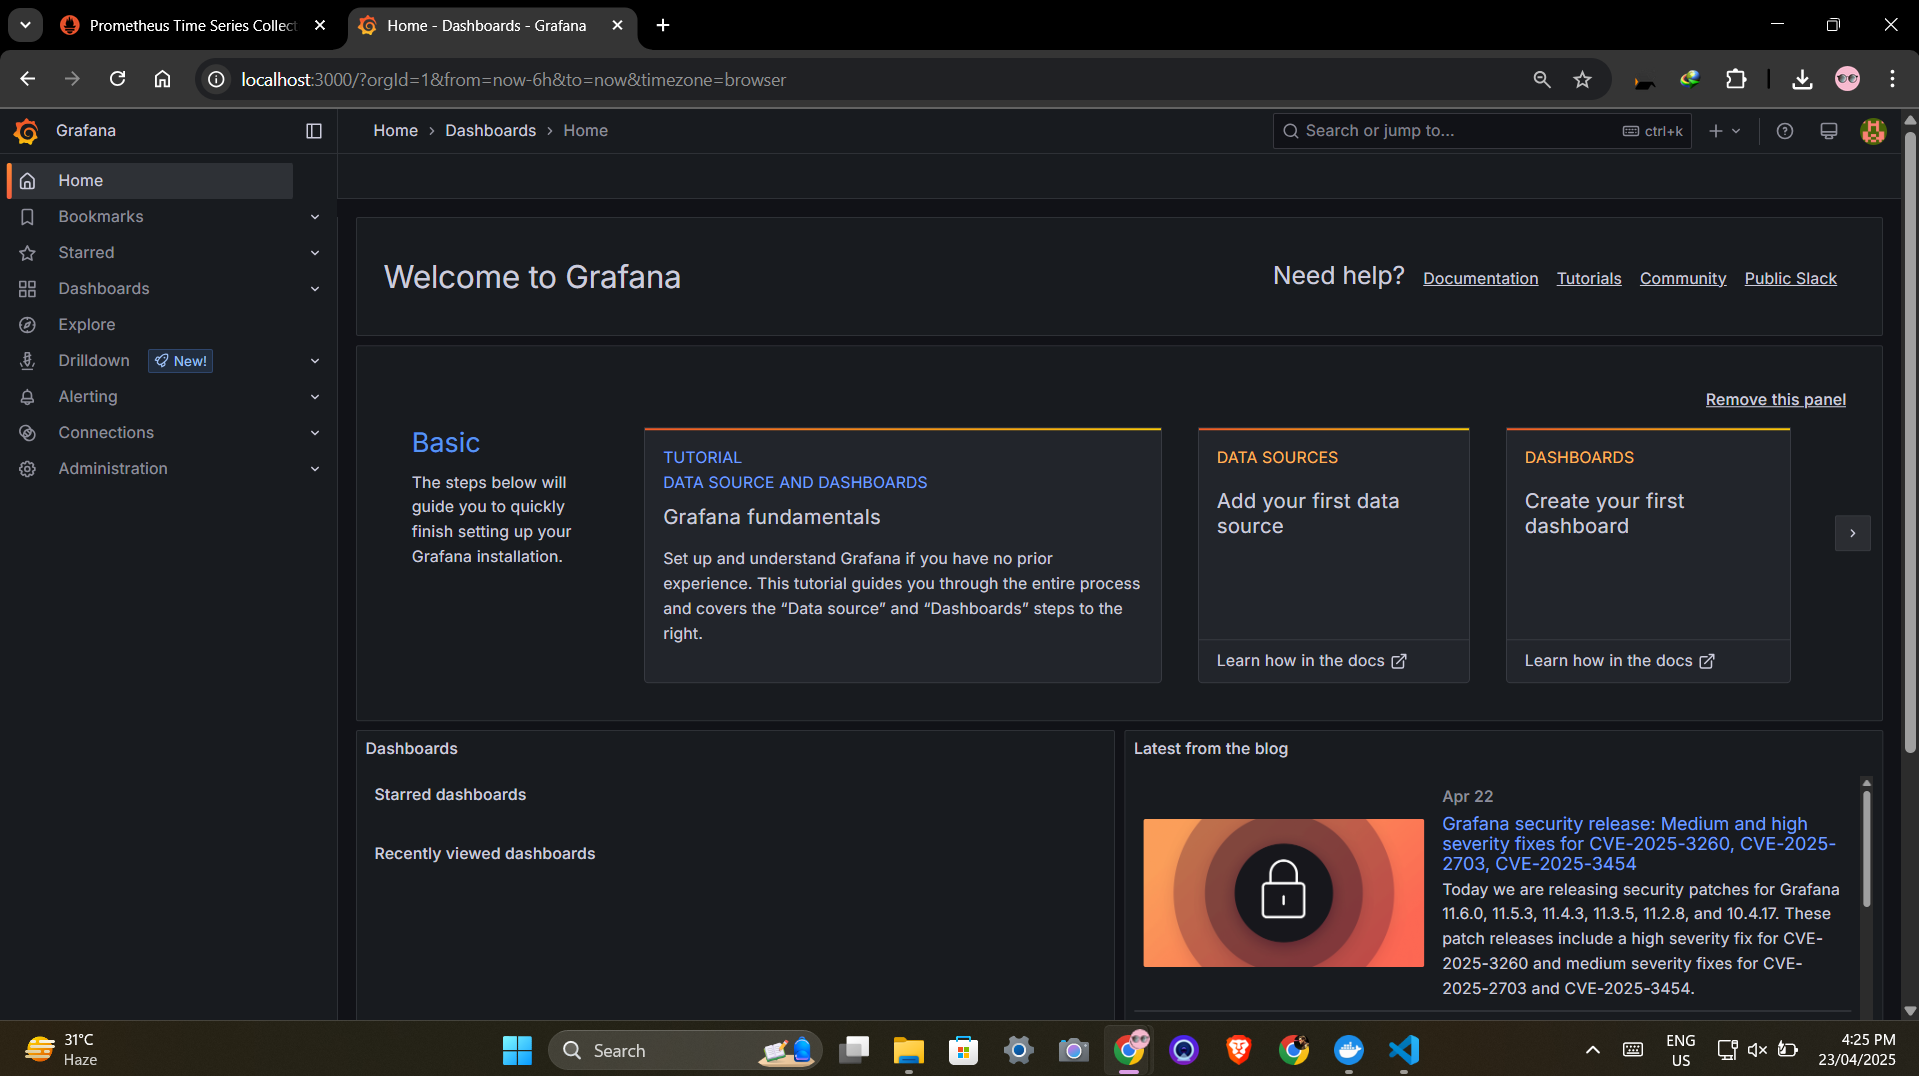 Prometheus Time Series Collect
Home - Dashboards - Grafana
localhost:3000/?orgId=1&from=now-6h&to=now&timezone=browser
Grafana
Home › Dashboards › Home
Search or jump to...
ctrl+k
Home
Bookmarks
Starred
Dashboards
Explore
Drilldown
New!
Alerting
Connections
Administration
Welcome to Grafana
Need help?
Documentation
Tutorials
Community
Public Slack
Remove this panel
Basic
The steps below will
guide you to quickly
finish setting up your
Grafana installation.
TUTORIAL
DATA SOURCE AND DASHBOARDS
Grafana fundamentals
Set up and understand Grafana if you have no prior
experience. This tutorial guides you through the entire process
and covers the “Data source” and “Dashboards” steps to the
right.
DATA SOURCES
Add your first data
source
Learn how in the docs
DASHBOARDS
Create your first
dashboard
Learn how in the docs
Dashboards
Starred dashboards
Recently viewed dashboards
Latest from the blog
Apr 22
Grafana security release: Medium and high
severity fixes for CVE-2025-3260, CVE-2025-
2703, CVE-2025-3454
Today we are releasing security patches for Grafana
11.6.0, 11.5.3, 11.4.3, 11.3.5, 11.2.8, and 10.4.17. These
patch releases include a high severity fix for CVE-
2025-3260 and medium severity fixes for CVE-
2025-2703 and CVE-2025-3454.
31°C
Haze
Search
ENG
US
4:25 PM
23/04/2025